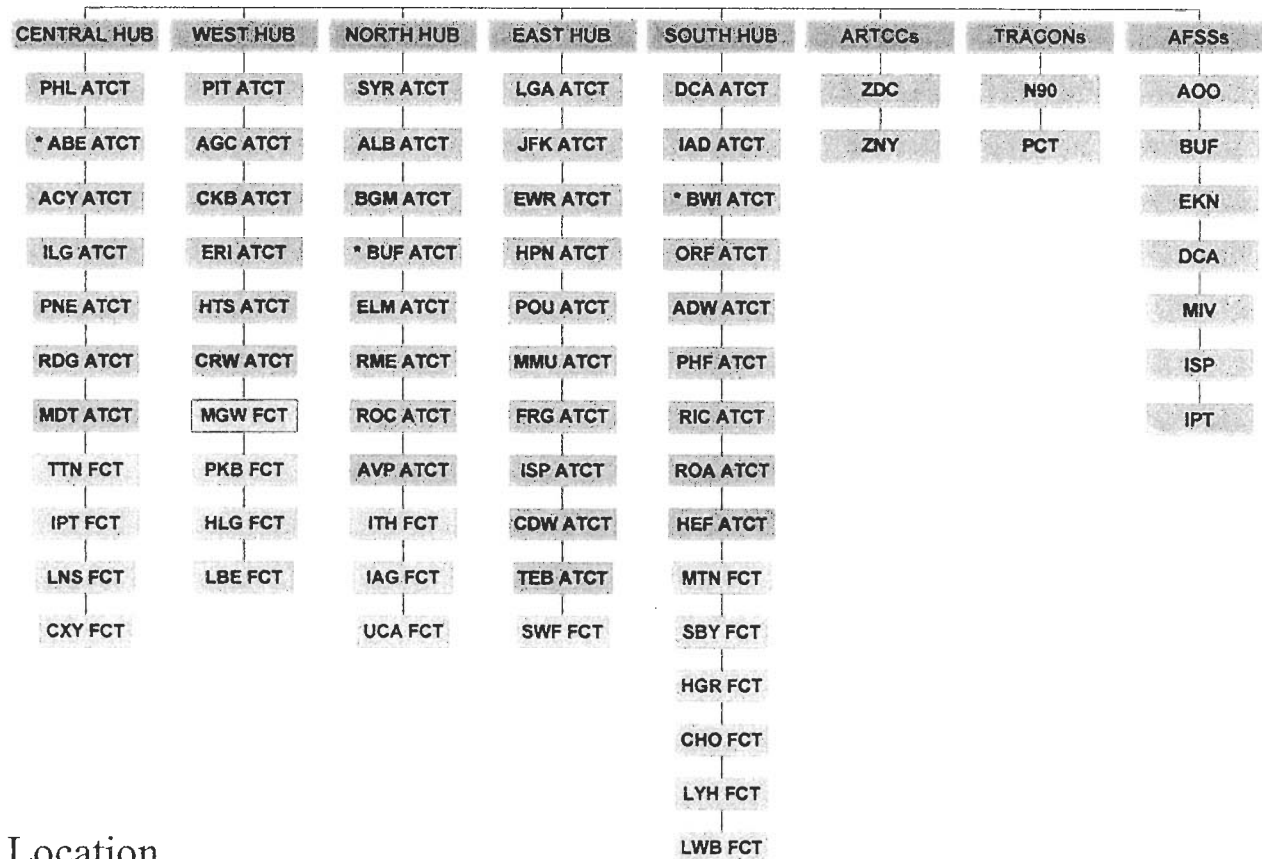 CENTRAL HUB WEST HUB NORTH HUB EAST HUB SOUTH HUB ARTCCs TRACONs AFSSs
PHL ATCT PIT ATCT SYR ATCT LGA ATCT DCA ATCT ZDC N90 AOO
* ABE ATCT AGC ATCT ALB ATCT JFK ATCT IAD ATCT ZNY PCT BUF
ACY ATCT CKB ATCT BGM ATCT EWR ATCT * BWI ATCT EKN
ILG ATCT ERI ATCT * BUF ATCT HPN ATCT ORF ATCT DCA
PNE ATCT HTS ATCT ELM ATCT POU ATCT ADW ATCT MIV
RDG ATCT CRW ATCT RME ATCT MMU ATCT PHF ATCT ISP
MDT ATCT MGW FCT ROC ATCT FRG ATCT RIC ATCT IPT
TTN FCT PKB FCT AVP ATCT ISP ATCT ROA ATCT
IPT FCT HLG FCT ITH FCT CDW ATCT HEF ATCT
LNS FCT LBE FCT IAG FCT TEB ATCT MTN FCT
CXY FCT UCA FCT SWF FCT SBY FCT
HGR FCT
CHO FCT
LYH FCT
LWB FCT
Location